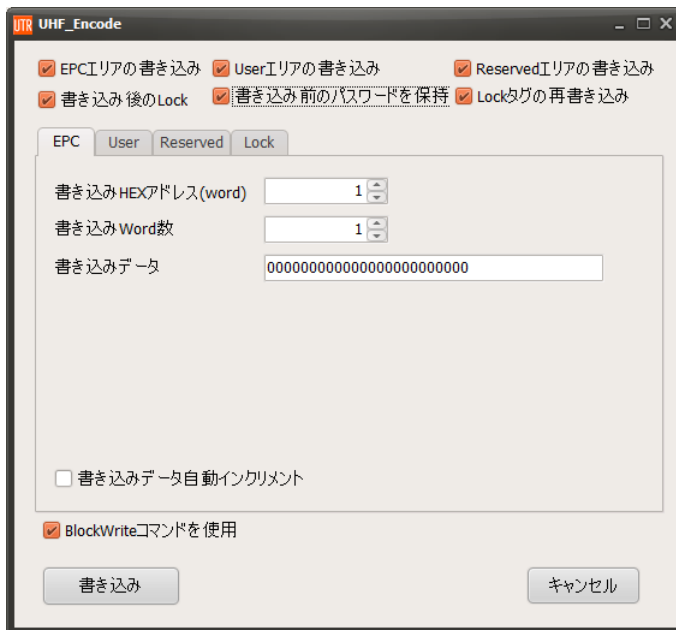 UTR UHF_Encode
EPCエリアの書き込み Userエリアの書き込み Reservedエリアの書き込み
書き込み後のLock 書き込み前のパスワードを保持 Lockタグの再書き込み
EPC User Reserved Lock
書き込みHEXアドレス(word) 1
書き込みWord数 1
書き込みデータ 000000000000000000000000
書き込みデータ自動インクリメント
BlockWriteコマンドを使用
書き込み キャンセル